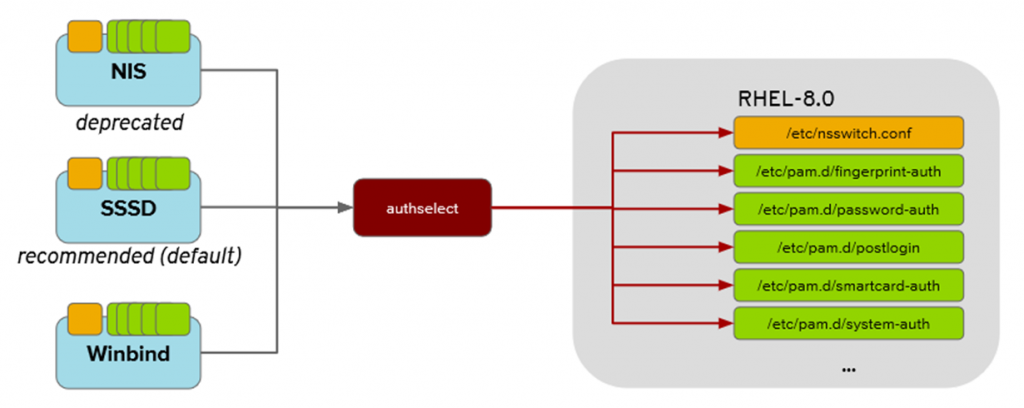 NIS
deprecated
SSSD
recommended (default)
Winbind
authselect
RHEL-8.0
/etc/nsswitch.conf
/etc/pam.d/fingerprint-auth
/etc/pam.d/password-auth
/etc/pam.d/postlogin
/etc/pam.d/smartcard-auth
/etc/pam.d/system-auth
...